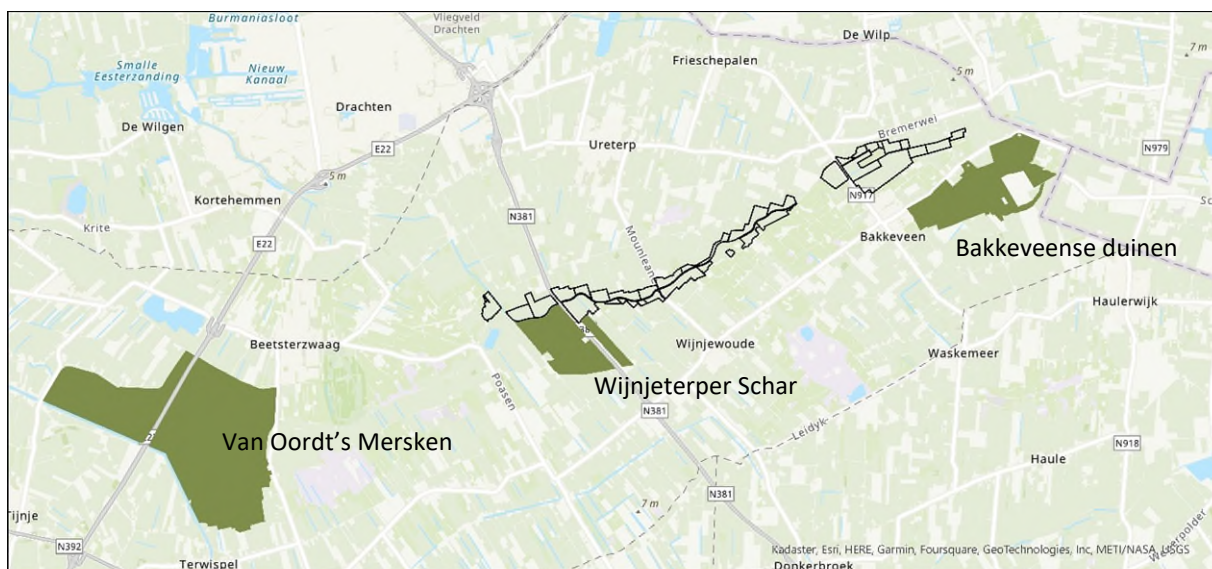 Burmaniasloot
Vliegveld
Drachten
De Wilp
7 m
Smalle
Eesterzanding
Nieuw
Kanaal
Frieschepalen
5 m
Drachten
De Wilgen
Bremerwei
E22
Ureterp
N979
5 m
Kortehemmen
N917
N381
Krite
Mounleane
Bakkeveen
E22
Bakkeveense duinen
Haulerwijk
Beetsterzwaag
Wijnjewoude
Waskemeer
Poasen
Wijnjeterper Schar
N381
Leidyk
Van Oordt's Mersken
N918
Haule
N381
7 m
Tijnje
N392
Terwispel
Kadaster, Esri, HERE, Garmin, Foursquare, GeoTechnologies, Inc, METI/NASA, USGS
Donkerbroek